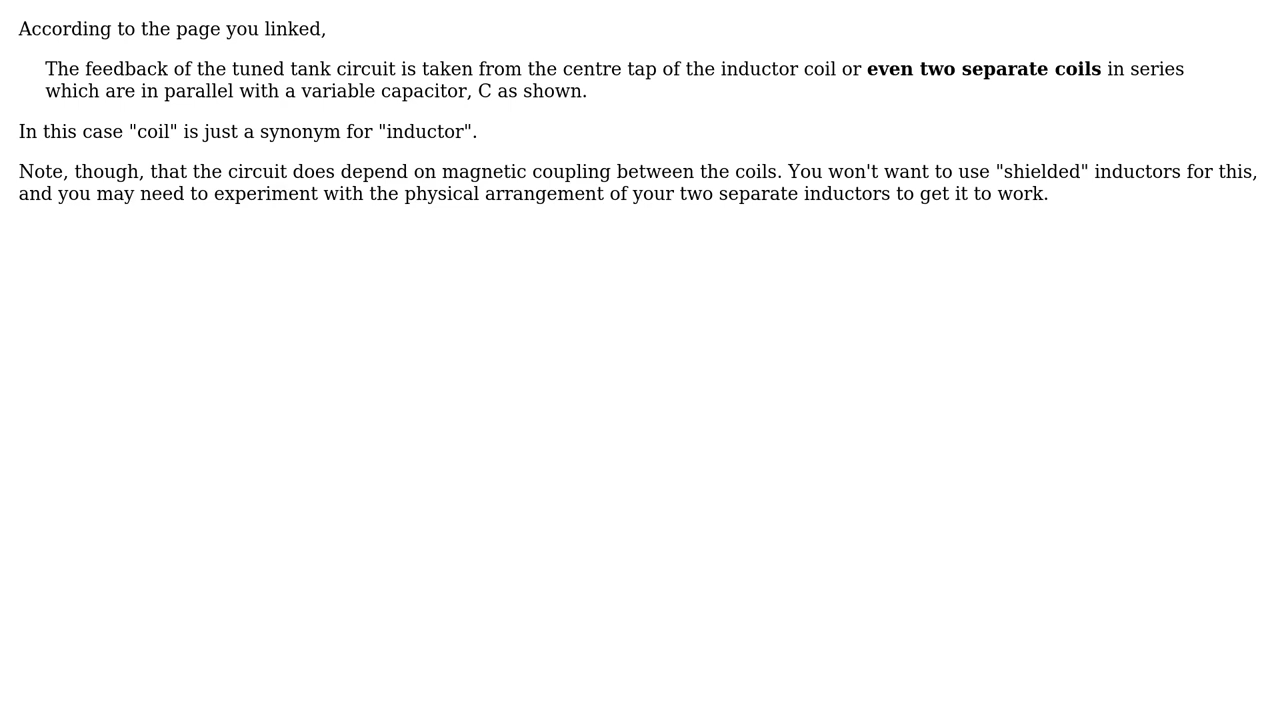 According to the page you linked,
The feedback of the tuned tank circuit is taken from the centre tap of the inductor coil or even two separate coils in series
which are in parallel with a variable capacitor, C as shown.
In this case "coil" is just a synonym for "inductor".
Note, though, that the circuit does depend on magnetic coupling between the coils. You won't want to use "shielded" inductors for this,
and you may need to experiment with the physical arrangement of your two separate inductors to get it to work.